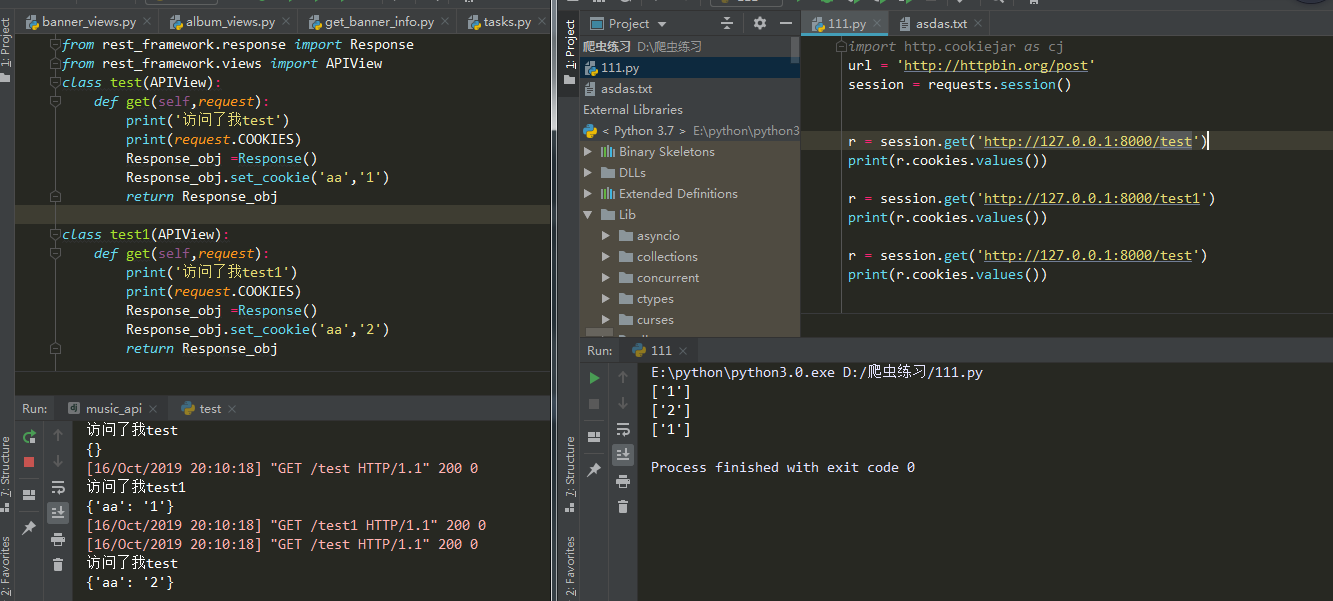 banner_views.py
album_views.py
get_banner_info.py
tasks.py
1: Project
from rest_framework.response import Response
from rest_framework.views import APIView
class test(APIView):
def get(self,request):
print('访问了我test')
print(request.COOKIES)
Response_obj =Response()
Response_obj.set_cookie('aa','1')
return Response_obj
class test1(APIView):
def get(self,request):
print('访问了我test1')
print(request.COOKIES)
Response_obj =Response()
Response_obj.set_cookie('aa','2')
return Response_obj
Run:
music_api
test
访问了我test
{}
[16/Oct/2019 20:10:18] "GET /test HTTP/1.1" 200 0
访问了我test1
{'aa': '1'}
[16/Oct/2019 20:10:18] "GET /test1 HTTP/1.1" 200 0
[16/Oct/2019 20:10:18] "GET /test HTTP/1.1" 200 0
访问了我test
{'aa': '2'}
7: Structure
2: Favorites
1: Project
Project
爬虫练习 D:\爬虫练习
111.py
asdas.txt
External Libraries
< Python 3.7 > E:\python\python3
Binary Skeletons
DLLs
Extended Definitions
Lib
asyncio
collections
concurrent
ctypes
curses
111.py
asdas.txt
import http.cookiejar as cj
url = 'http://httpbin.org/post'
session = requests.session()
r = session.get('http://127.0.0.1:8000/test')
print(r.cookies.values())
r = session.get('http://127.0.0.1:8000/test1')
print(r.cookies.values())
r = session.get('http://127.0.0.1:8000/test')
print(r.cookies.values())
Run:
111
E:\python\python3.0.exe D:/爬虫练习/111.py
['1']
['2']
['1']
Process finished with exit code 0
7: Structure
2: Favorites